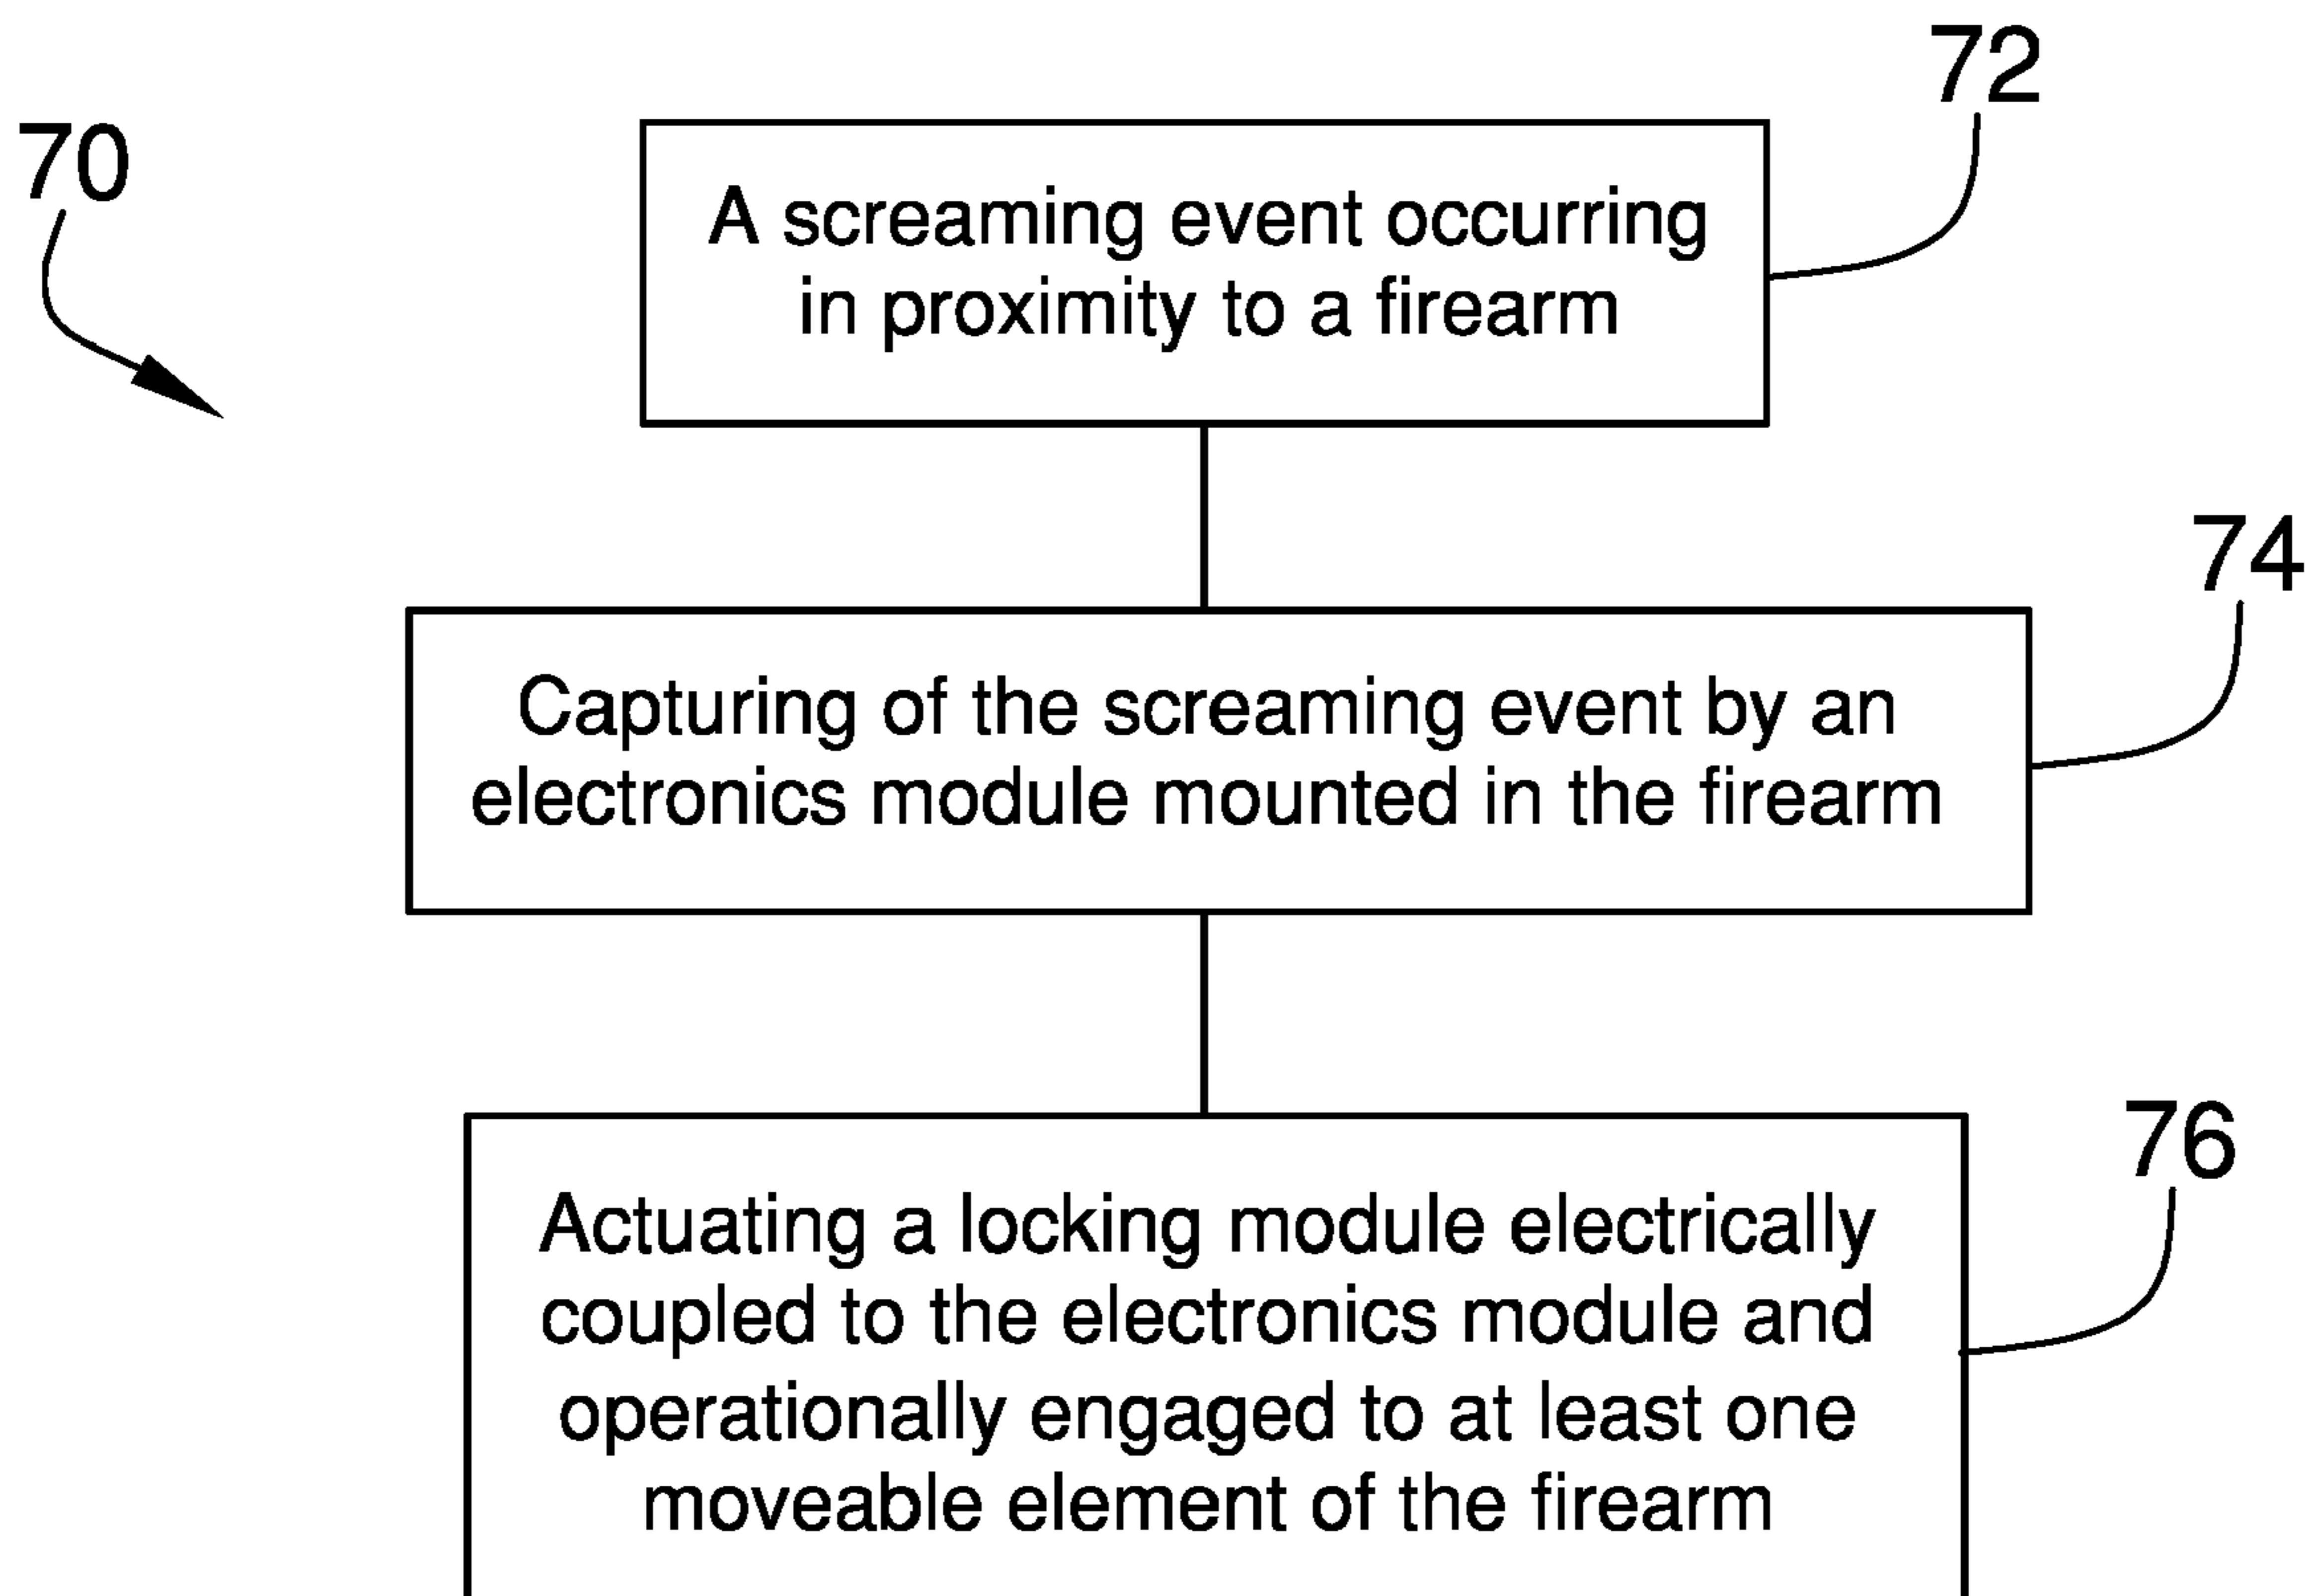 72
70
A screaming event occurring
in proximity to a firearm
74
Capturing of the screaming event by an
electronics module mounted in the firearm
76
Actuating a locking module electrically
coupled to the electronics module and
operationally engaged to at least one
moveable element of the firearm